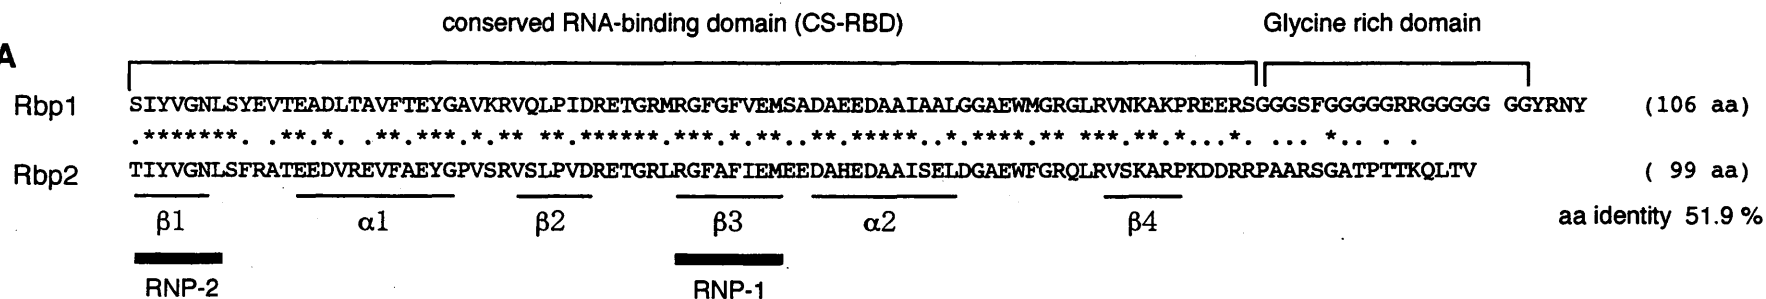 conserved RNA-binding domain (CS-RBD) Glycine rich domain
A
Rbp1 SIYVGNLSYEVTEADLTAVFTEYGAVKRVQLPIDRETGRMRGFGFVEMSADAEEDAAIAALGGAEWMGRGLRVNKAKPREERSGGGSFGGGGGRRGGGGG GGYRNY (106 aa)
.*******. .**.*. .**.***.*.** **.******.***.*.**..**.*****..*.****.** ***.**.*...*. ... *.. . .
Rbp2 TIYVGNLSFRATEEDVREVFAEYGPVSRVSLPVDRETGRLRGFAFIEMEEDAHEDAAISELDGAEWFGRQLRVSKARPKDDRRPAARSGATPTTKQLTV ( 99 aa)
β1 α1 β2 β3 α2 β4 aa identity 51.9 %
RNP-2 RNP-1